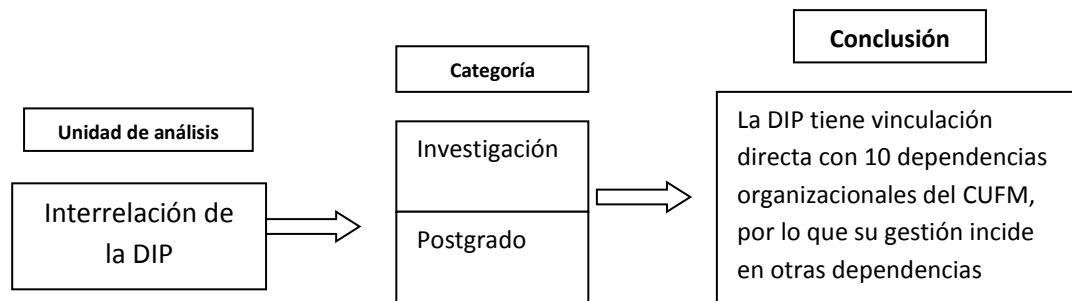 Unidad de análisis
Interrelación de
la DIP
Categoría
Investigación
Postgrado
Conclusión
La DIP tiene vinculación
directa con 10 dependencias
organizacionales del CUFM,
por lo que su gestión incide
en otras dependencias